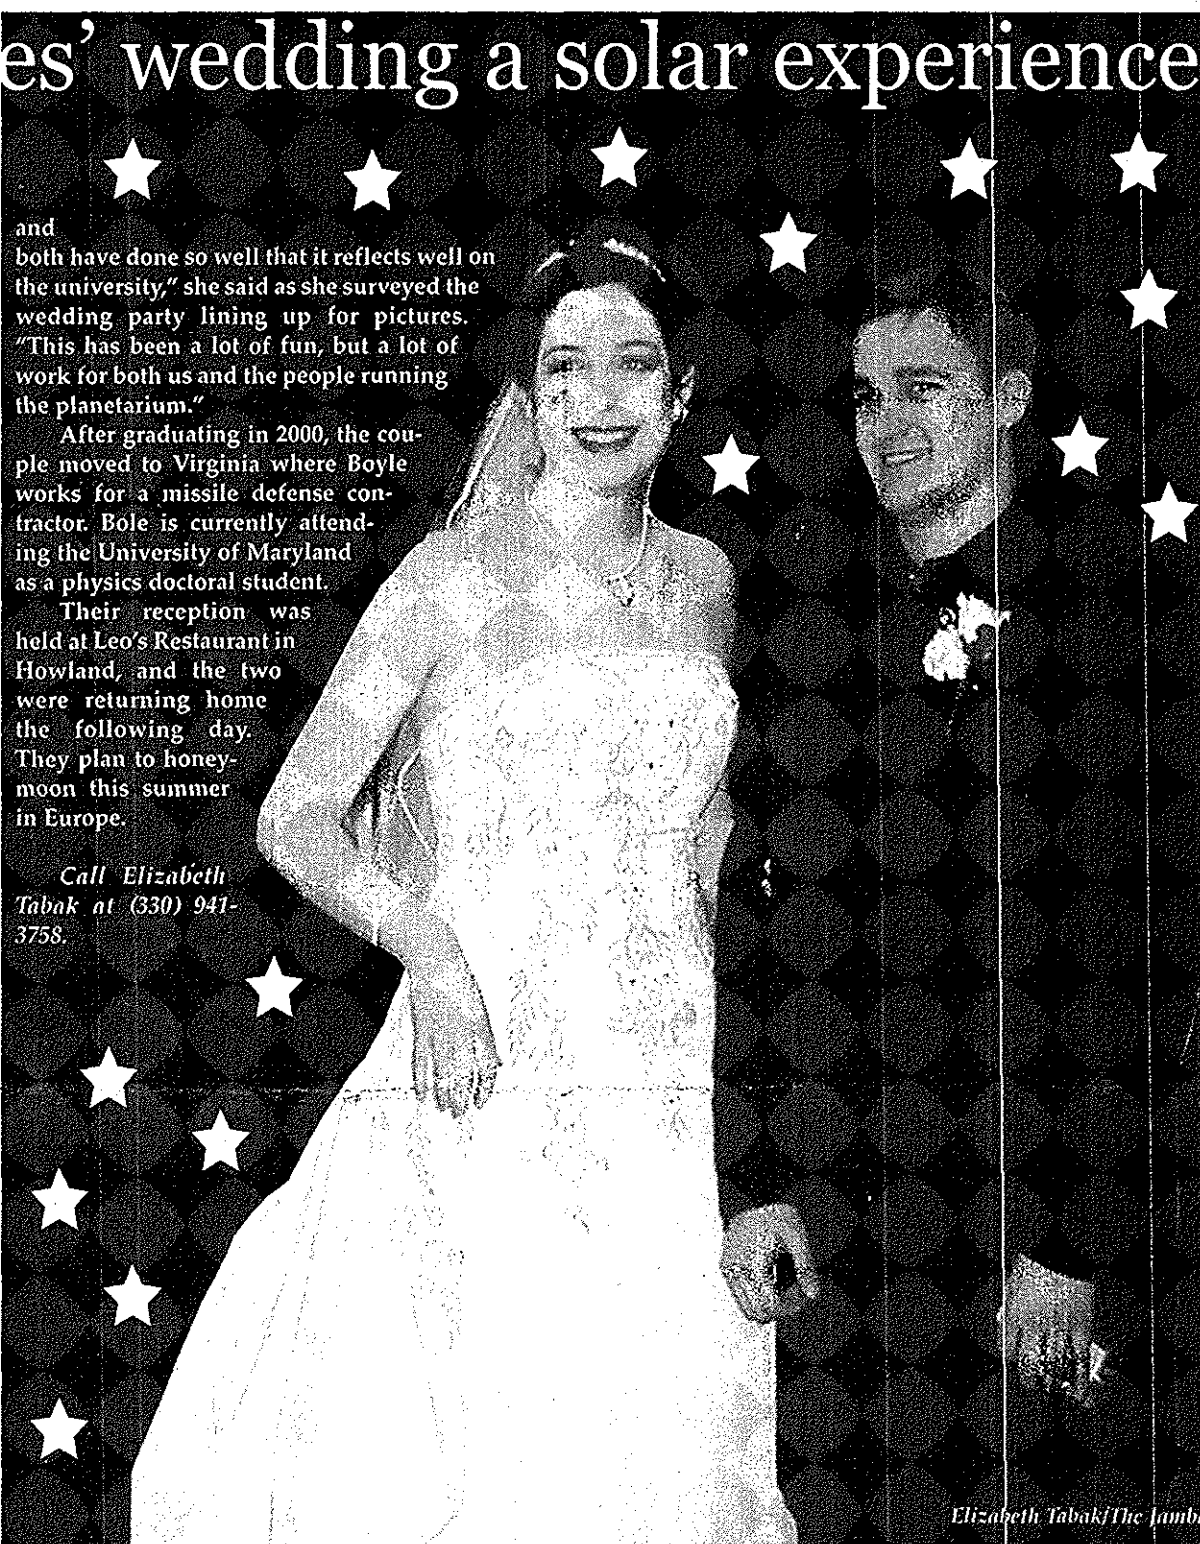 es' wedding a solar experience
and
both have done so well that it reflects well on
the university," she said as she surveyed the
wedding party lining up for pictures.
"This has been a lot of fun, but a lot of
work for both us and the people running
the planetarium."
After graduating in 2000, the cou-
ple moved to Virginia where Boyle
works for a missile defense con-
tractor. Bole is currently attend-
ing the University of Maryland
as a physics doctoral student.
Their reception was
held at Leo's Restaurant in
Howland, and the two
were returning home
the following day.
They plan to honey-
moon this summer
in Europe.
Call Elizabeth
Tabak at (330) 941-
3758.
Elizabeth Tabak/The Jamb